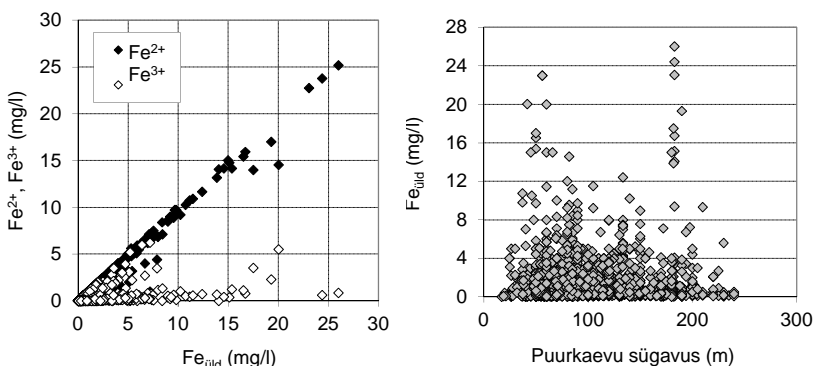 30
25
20
15
10
5
0
Fe²⁺
Fe³⁺
Fe²⁺, Fe³⁺ (mg/l)
0 5 10 15 20 25 30
Feüld (mg/l)
28
24
20
16
12
8
4
0
Feüld (mg/l)
0 100 200 300
Puurkaevu sügavus (m)